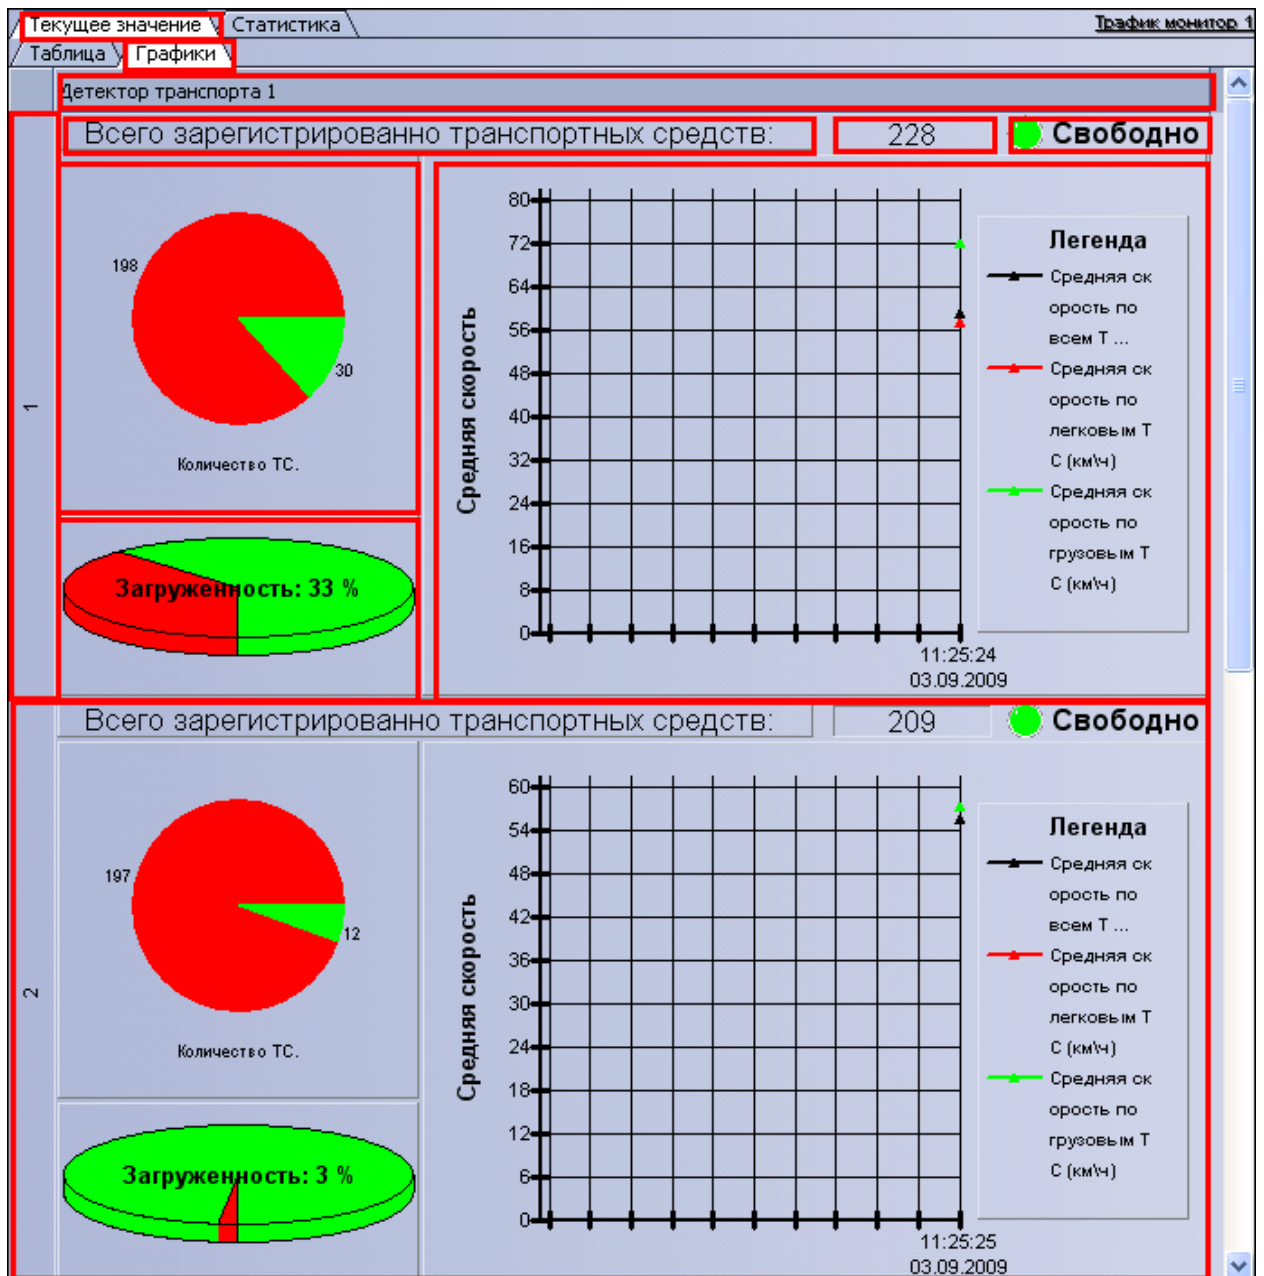 Текущее значение Статистика Трафик монитор 1
Таблица Графики
Детектор транспорта 1
1
Всего зарегистрированно транспортных средств: 228 Свободно
198
30
Количество ТС.
Загруженность: 33 %
Средняя скорость
80
72
64
56
48
40
32
24
16
8
0
11:25:24
03.09.2009
Легенда
Средняя ск
орость по
всем Т ...
Средняя ск
орость по
легковым Т
С (км\ч)
Средняя ск
орость по
грузовым Т
С (км\ч)
2
Всего зарегистрированно транспортных средств: 209 Свободно
197
12
Количество ТС.
Загруженность: 3 %
Средняя скорость
60
54
48
42
36
30
24
18
12
6
0
11:25:25
03.09.2009
Легенда
Средняя ск
орость по
всем Т ...
Средняя ск
орость по
легковым Т
С (км\ч)
Средняя ск
орость по
грузовым Т
С (км\ч)